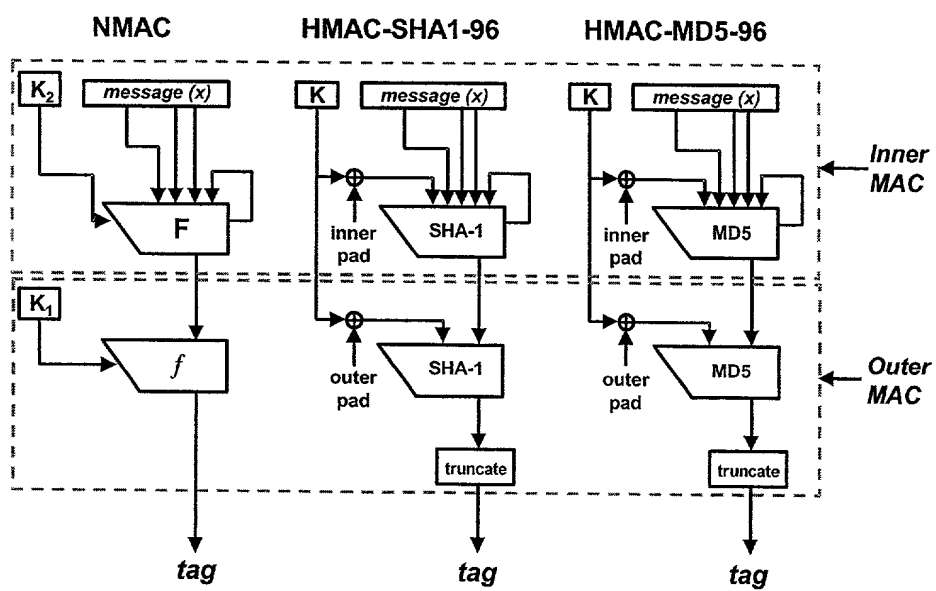 NMAC
HMAC-SHA1-96
HMAC-MD5-96
K2
message (x)
K
message (x)
K
message (x)
Inner
MAC
inner
pad
inner
pad
F
SHA-1
MD5
K1
f
SHA-1
MD5
outer
pad
outer
pad
Outer
MAC
truncate
truncate
tag
tag
tag